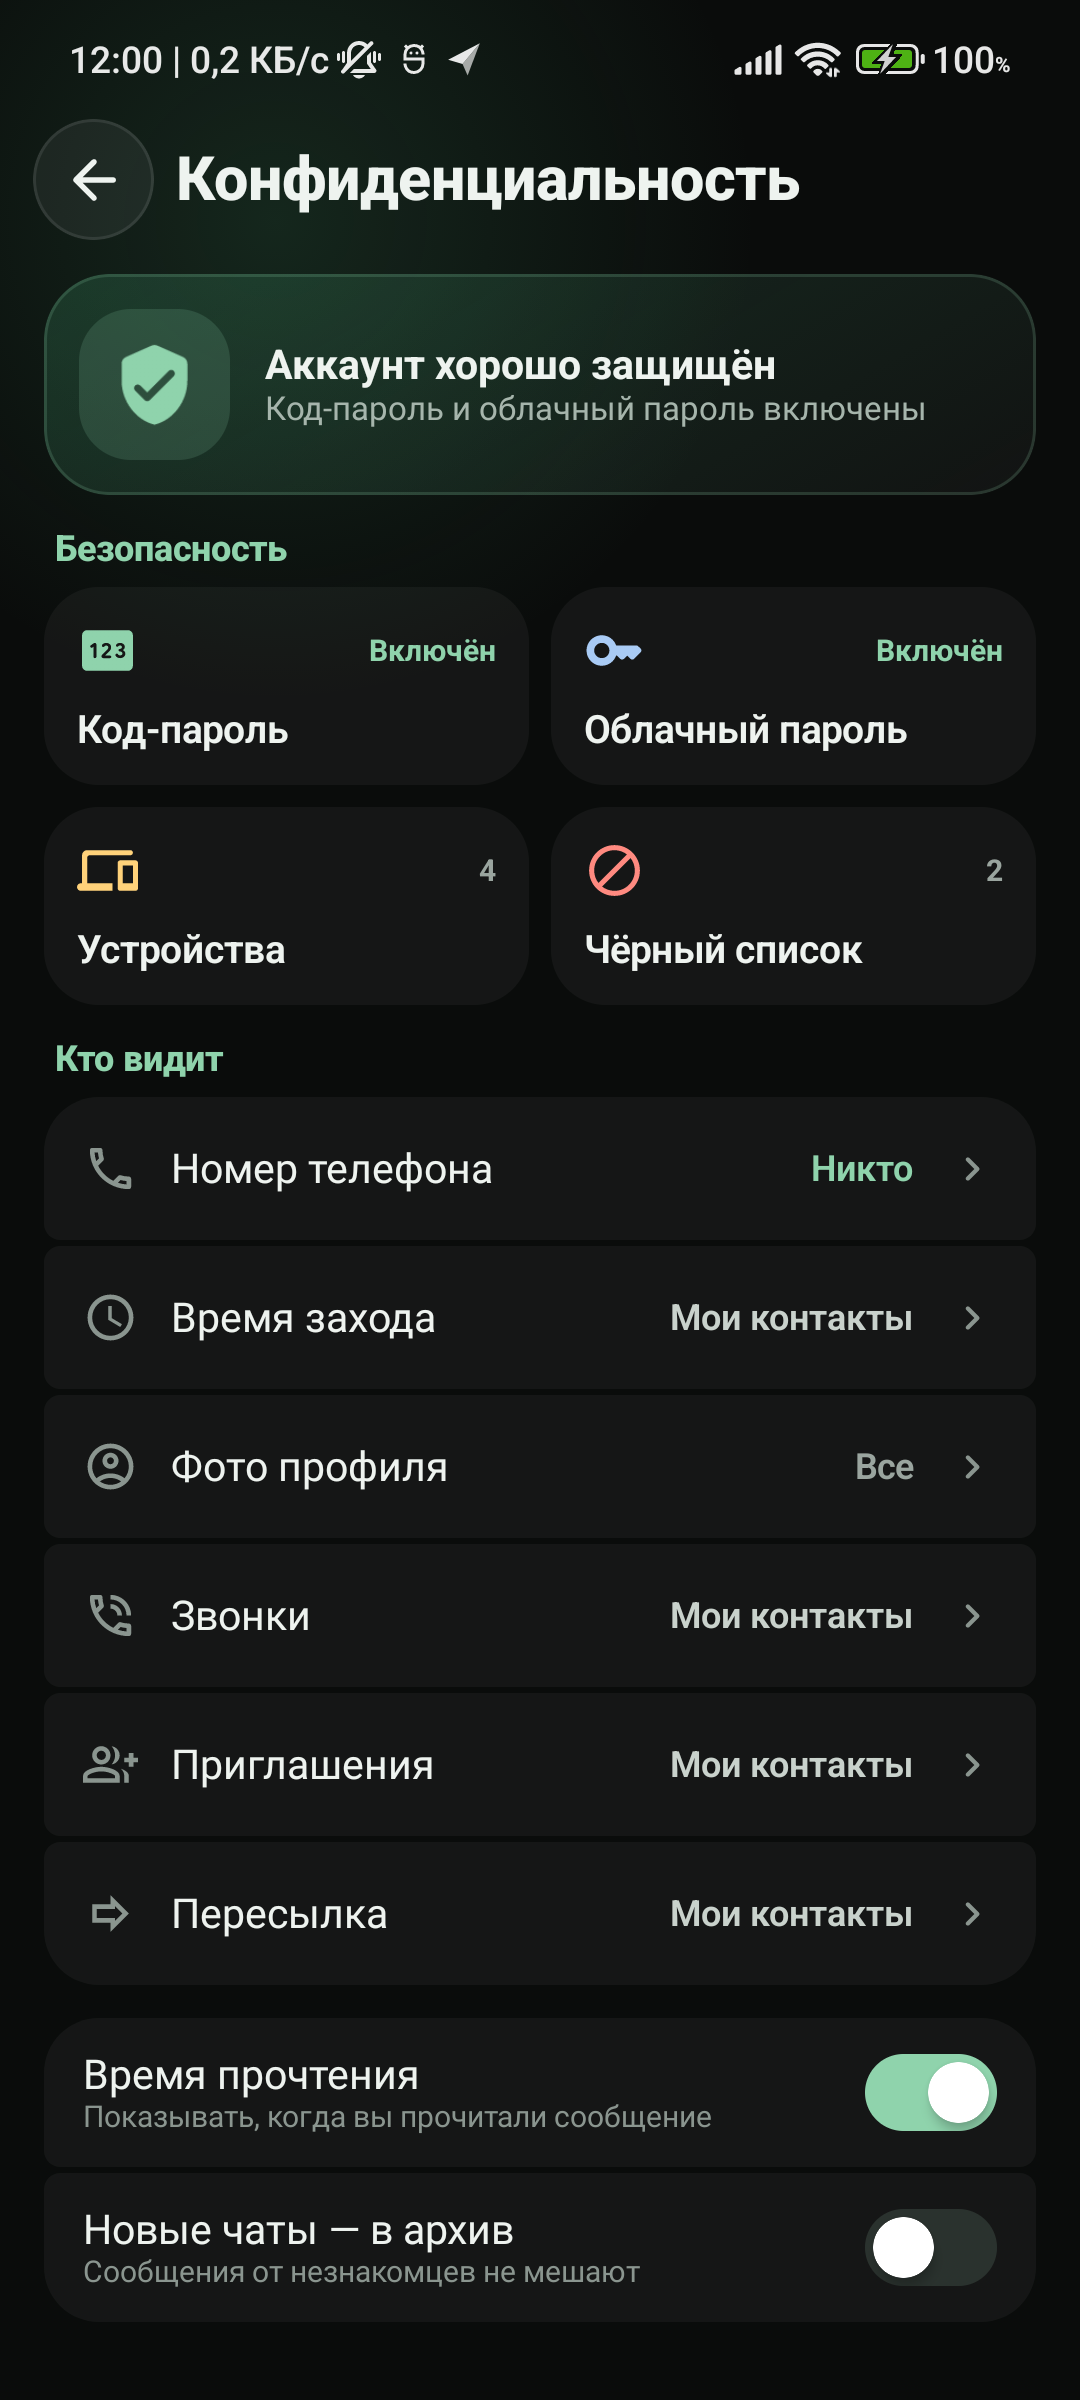 12:00 | 0,2 КБ/с 100%
Конфиденциальность
Аккаунт хорошо защищён
Код-пароль и облачный пароль включены
Безопасность
123 Включён
Код-пароль
Включён
Облачный пароль
4
Устройства
2
Чёрный список
Кто видит
Номер телефона Никто
Время захода Мои контакты
Фото профиля Все
Звонки Мои контакты
Приглашения Мои контакты
Пересылка Мои контакты
Время прочтения
Показывать, когда вы прочитали сообщение
Новые чаты — в архив
Сообщения от незнакомцев не мешают